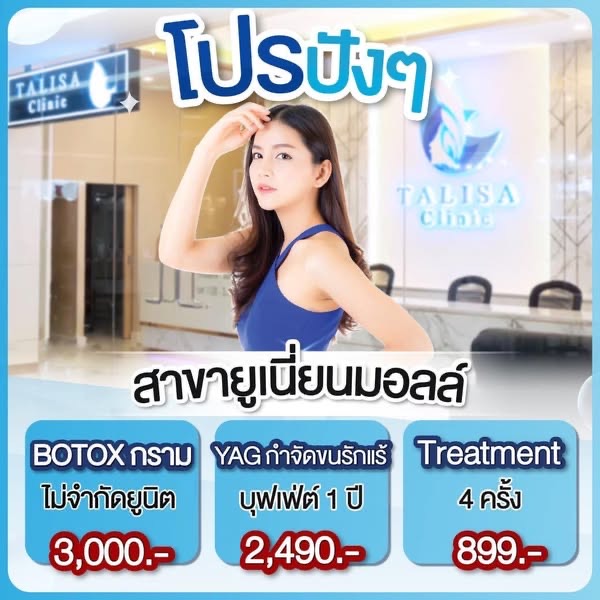 โปรปังๆ
TALISA
Clinic
TALISA
Clinic
สาขายูเนี่ยนมอลล์
BOTOX กราม
ไม่จำกัดยูนิต
3,000.-
YAG กำจัดขนรักแร้
บุฟเฟ่ต์ 1 ปี
2,490.-
Treatment
4 ครั้ง
899.-